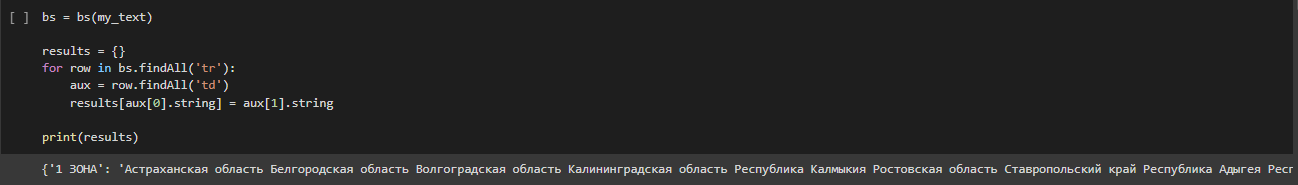 [ ] bs = bs(my_text)
results = {}
for row in bs.findAll('tr'):
aux = row.findAll('td')
results[aux[0].string] = aux[1].string
print(results)
{'1 ЗОНА': 'Астраханская область Белгородская область Волгоградская область Калининградская область Республика Калмыкия Ростовская область Ставропольский край Республика Адыгея